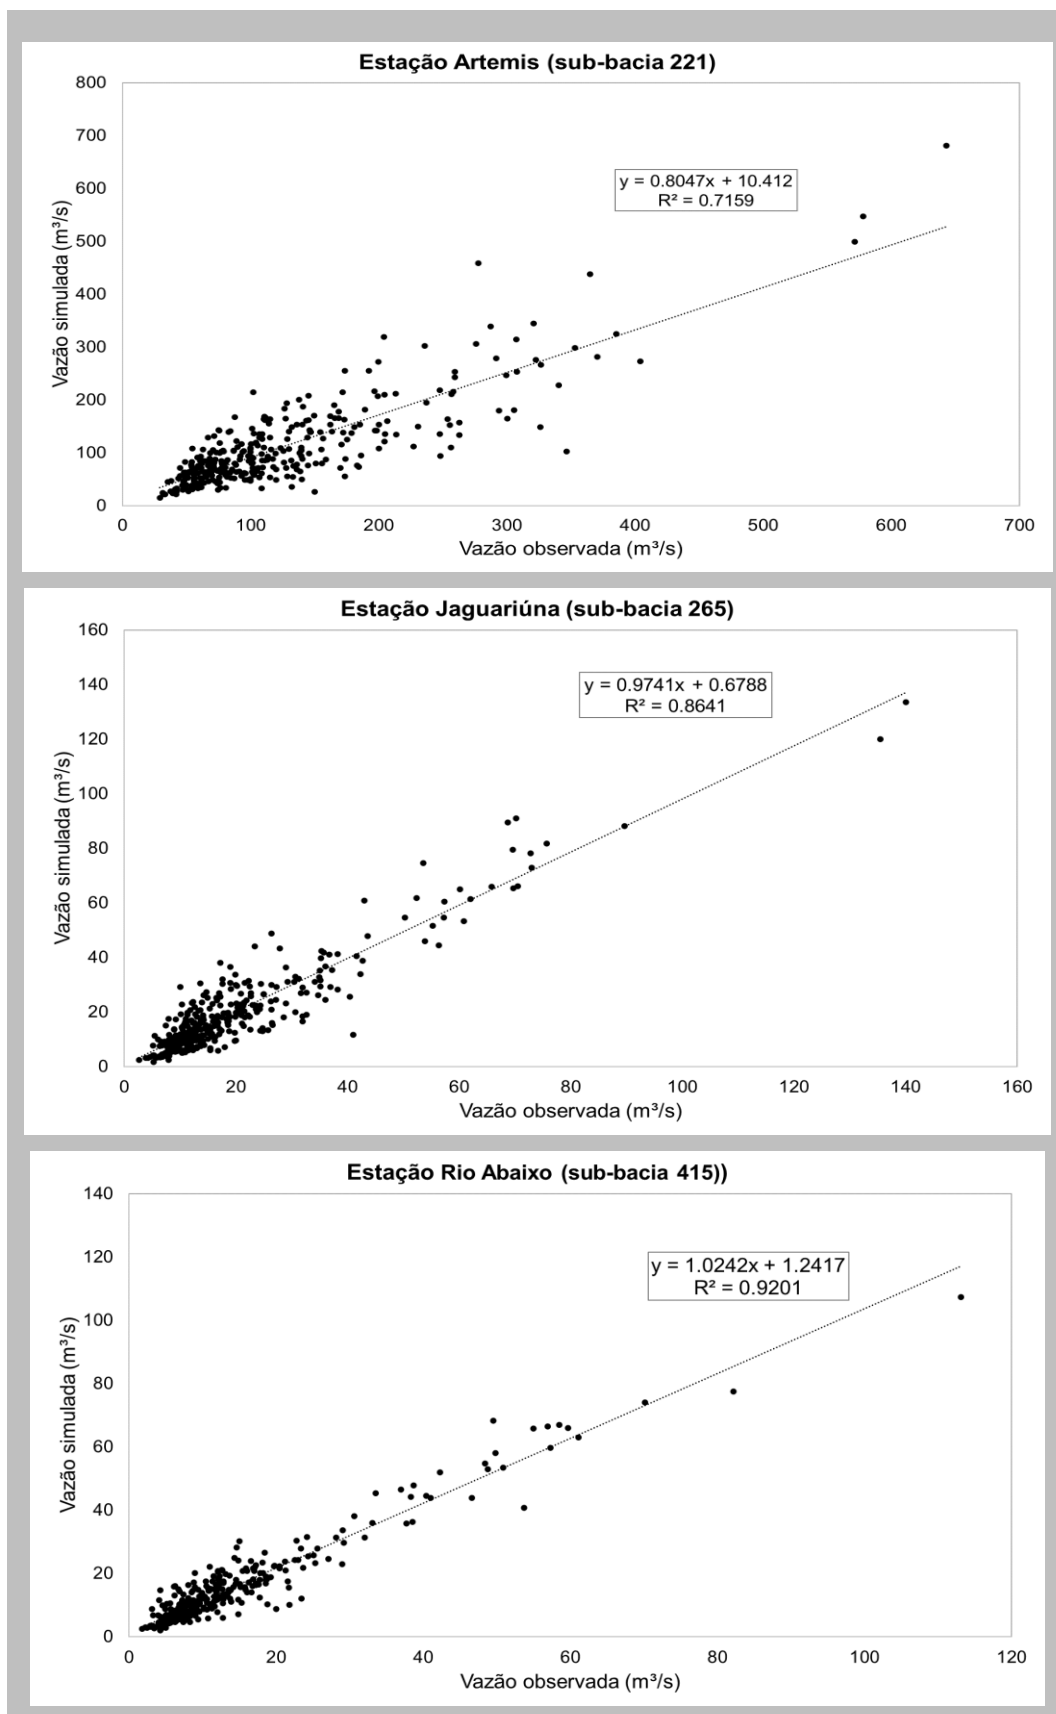 Estação Artemis (sub-bacia 221)
800
700
600
500
400
300
200
100
0
Vazão simulada (m³/s)
y = 0.8047x + 10.412
R² = 0.7159
0 100 200 300 400 500 600 700
Vazão observada (m³/s)
Estação Jaguariúna (sub-bacia 265)
160
140
120
100
80
60
40
20
0
Vazão simulada (m³/s)
y = 0.9741x + 0.6788
R² = 0.8641
0 20 40 60 80 100 120 140 160
Vazão observada (m³/s)
Estação Rio Abaixo (sub-bacia 415))
140
120
100
80
60
40
20
0
Vazão simulada (m³/s)
y = 1.0242x + 1.2417
R² = 0.9201
0 20 40 60 80 100 120
Vazão observada (m³/s)